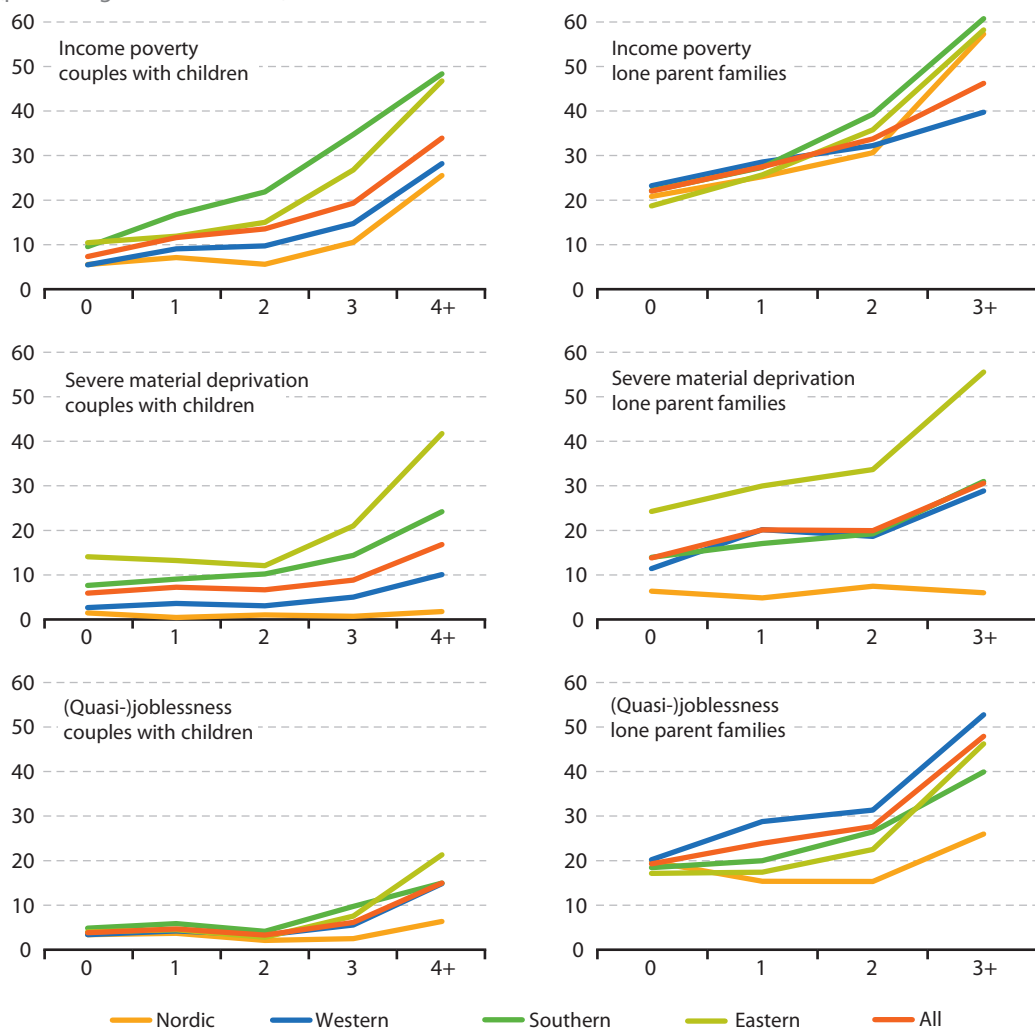 60
50
40
30
20
10
0
Income poverty
couples with children
0 1 2 3 4+
60
50
40
30
20
10
0
Income poverty
lone parent families
0 1 2 3+
60
50
40
30
20
10
0
Severe material deprivation
couples with children
0 1 2 3 4+
60
50
40
30
20
10
0
Severe material deprivation
lone parent families
0 1 2 3+
60
50
40
30
20
10
0
(Quasi-)joblessness
couples with children
0 1 2 3 4+
60
50
40
30
20
10
0
(Quasi-)joblessness
lone parent families
0 1 2 3+
Nordic Western Southern Eastern All